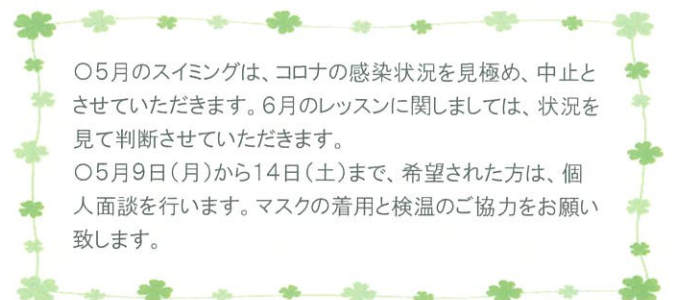 〇5月のスイミングは、コロナの感染状況を見極め、中止と
させていただきます。6月のレッスンに関しましては、状況を
見て判断させていただきます。
〇5月9日(月)から14日(土)まで、希望された方は、個
人面談を行います。マスクの着用と検温のご協力をお願い
致します。